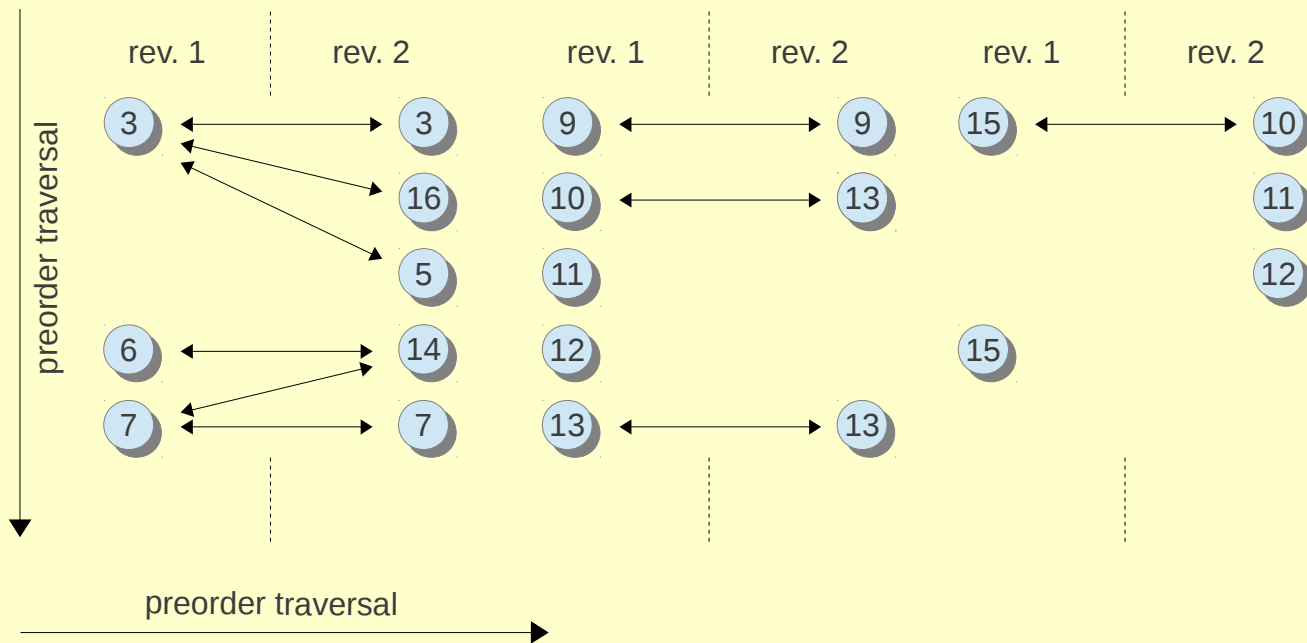 rev. 1 rev. 2 rev. 1 rev. 2 rev. 1 rev. 2
3 3 9 9 15 10
16 10 13 11
5 11 12
6 14 12 15
7 7 13 13
preorder traversal
preorder traversal